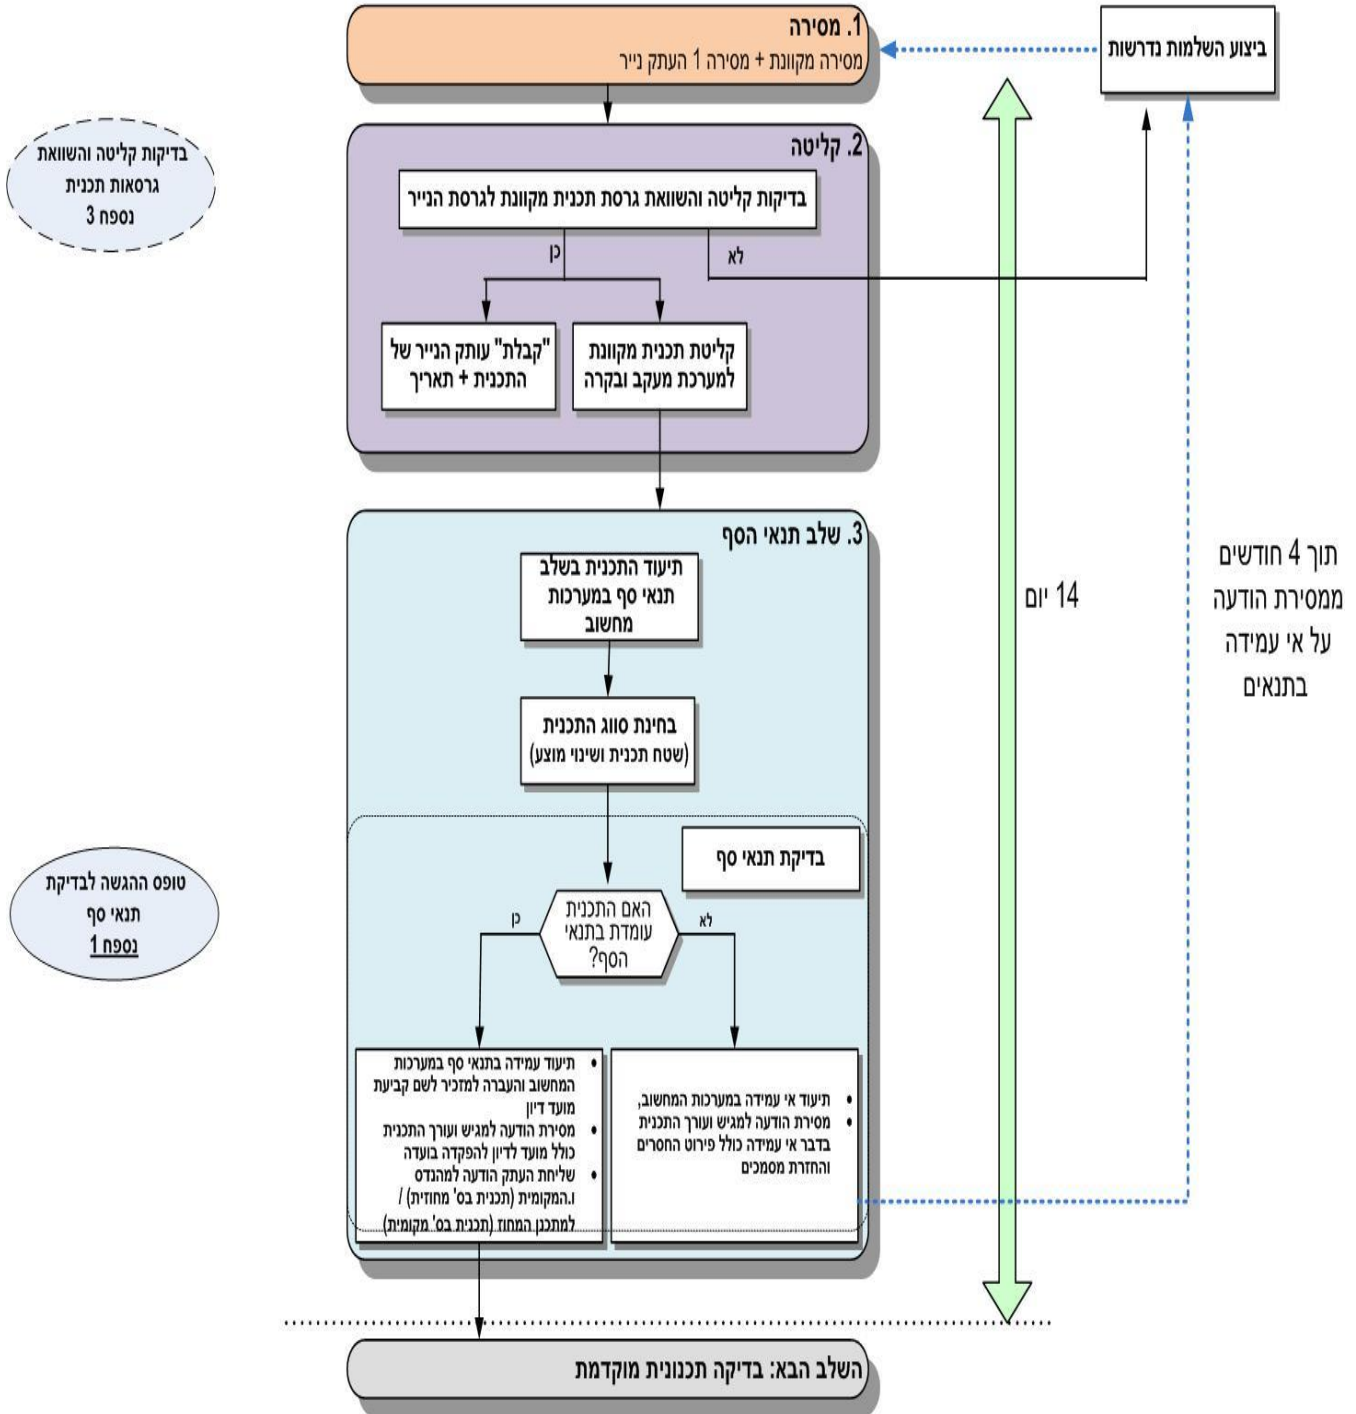 1. מסירה
מסירה מקוונת + מסירה 1 העתק נייר
ביצוע השלמות נדרשות
בדיקות קליטה והשוואת
גרסאות תכנית
נספח 3
2. קליטה
בדיקות קליטה והשוואת גרסת תכנית מקוונת לגרסת הנייר
כן
לא
קליטת תכנית מקוונת
למערכת מעקב ובקרה
"קבלת" עותק הנייר של
התכנית + תאריך
3. שלב תנאי הסף
תיעוד התכנית בשלב
תנאי סף במערכות
מחשוב
בחינת סווג התכנית
(שטח תכנית ושינוי מוצע)
14 יום
תוך 4 חודשים
ממסירת הודעה
על אי עמידה
בתנאים
בדיקת תנאי סף
טופס ההגשה לבדיקת
תנאי סף
נספח 1
האם התכנית
עומדת בתנאי
הסף?
לא
כן
• תיעוד אי עמידה במערכות המחשוב,
• מסירת הודעה למגיש ועורך התכנית
בדבר אי עמידה כולל פירוט החסרים
והחזרת מסמכים
• תיעוד עמידה בתנאי סף במערכות
המחשוב והעברה למזכיר לשם קביעת
מועד דיון
• מסירת הודעה למגיש ועורך התכנית
כולל מועד לדיון להפקדה בועדה
• שליחת העתק הודעה למהנדס
ו.המקומית (תכנית בס' מחוזית) /
למתכנן המחוז (תכנית בס' מקומית)
השלב הבא: בדיקה תכנונית מוקדמת